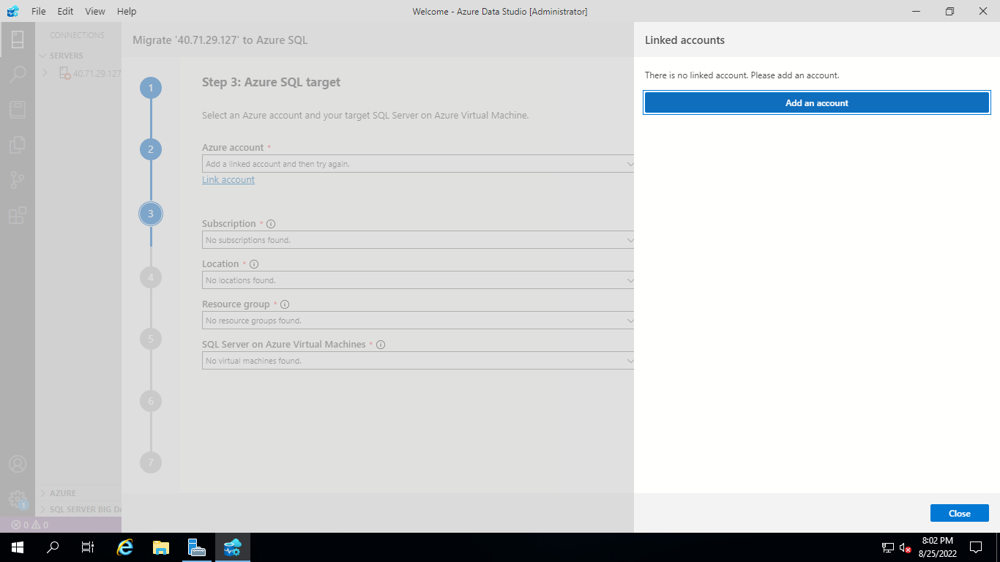 File Edit View Help
Welcome - Azure Data Studio [Administrator]
CONNECTIONS
SERVERS
40.71.29.127
AZURE
SQL SERVER BIG DA
1
0 0
Migrate '40.71.29.127' to Azure SQL
1
2
3
4
5
6
7
Step 3: Azure SQL target
Select an Azure account and your target SQL Server on Azure Virtual Machine.
Azure account *
Add a linked account and then try again.
Link account
Subscription *
No subscriptions found.
Location *
No locations found.
Resource group *
No resource groups found.
SQL Server on Azure Virtual Machines *
No virtual machines found.
Linked accounts
There is no linked account. Please add an account.
Add an account
Close
8:02 PM
8/25/2022